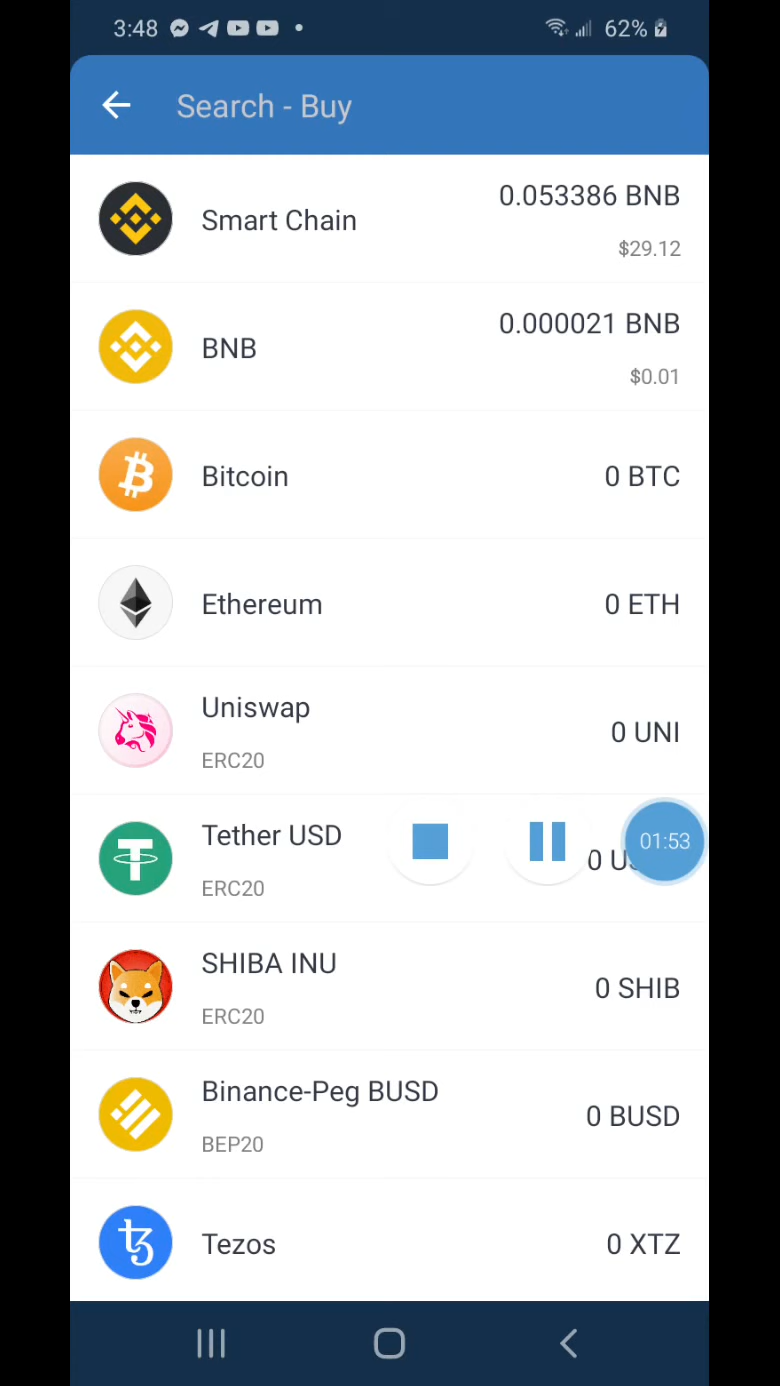 3:48
62%
Search - Buy
Smart Chain
0.053386 BNB
$29.12
BNB
0.000021 BNB
$0.01
Bitcoin
0 BTC
Ethereum
0 ETH
Uniswap
ERC20
0 UNI
Tether USD
ERC20
0
01:53
SHIBA INU
ERC20
0 SHIB
Binance-Peg BUSD
BEP20
0 BUSD
Tezos
0 XTZ